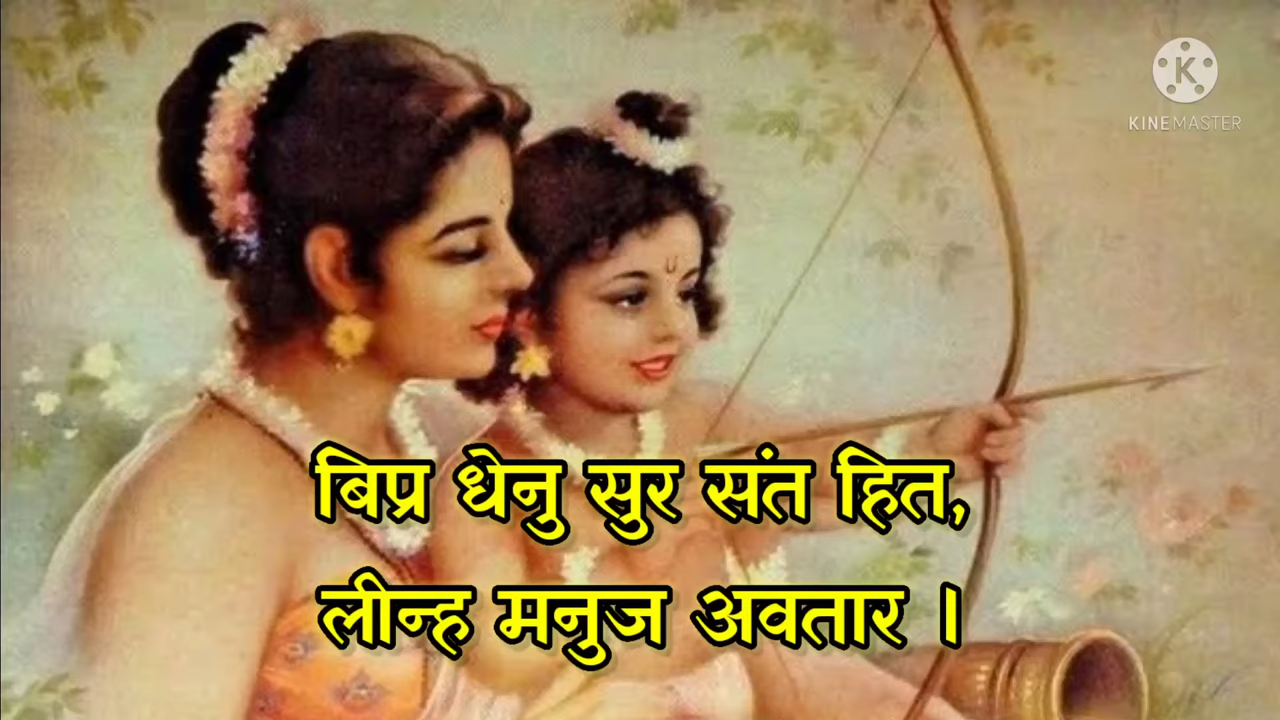 KINEMASTER
बिप्र धेनु सुर संत हित,
लीन्ह मनुज अवतार ।